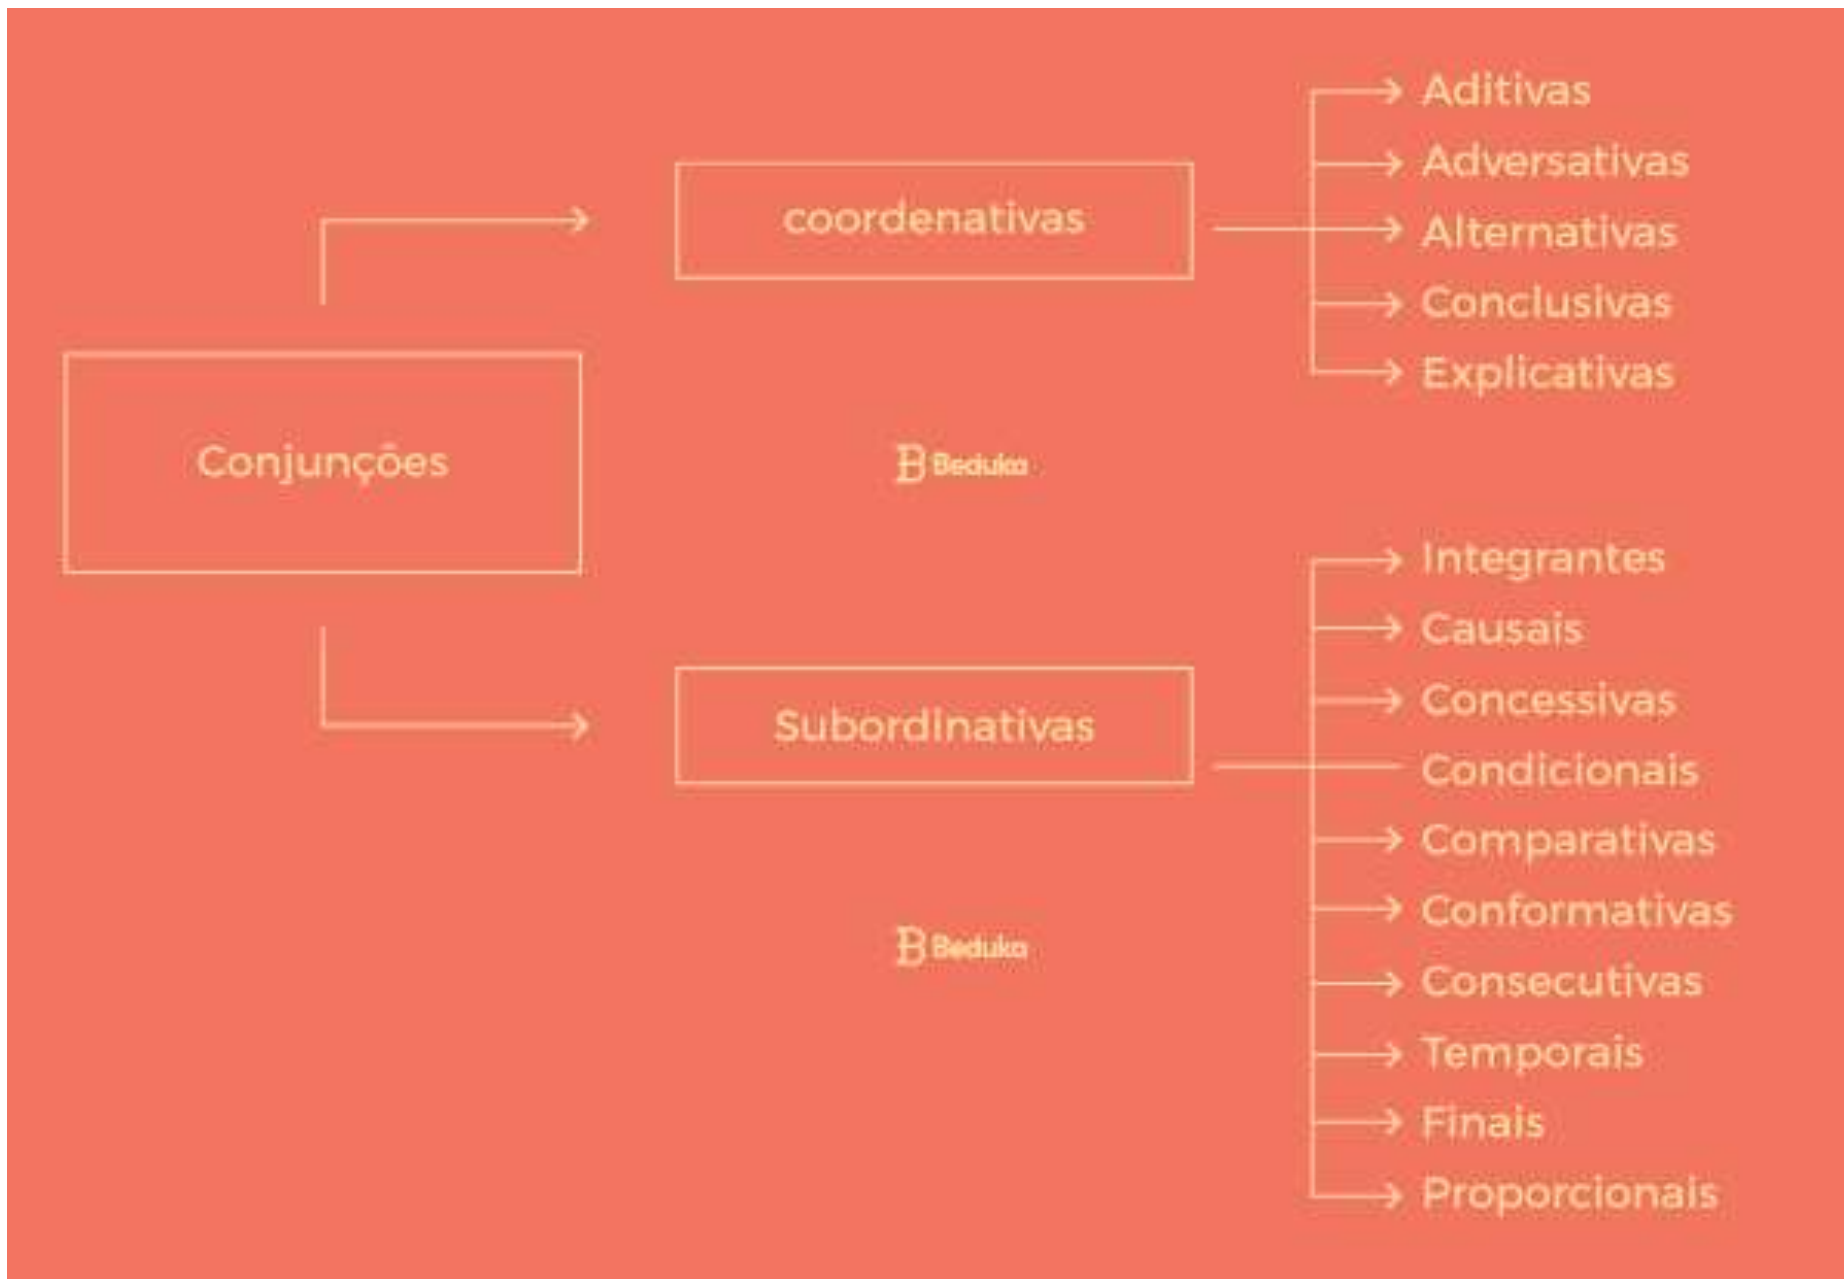 Conjunções
coordenativas
Aditivas
Adversativas
Alternativas
Conclusivas
Explicativas
Beduka
Subordinativas
Integrantes
Causais
Concessivas
Condicionais
Comparativas
Conformativas
Consecutivas
Temporais
Finais
Proporcionais
Beduka